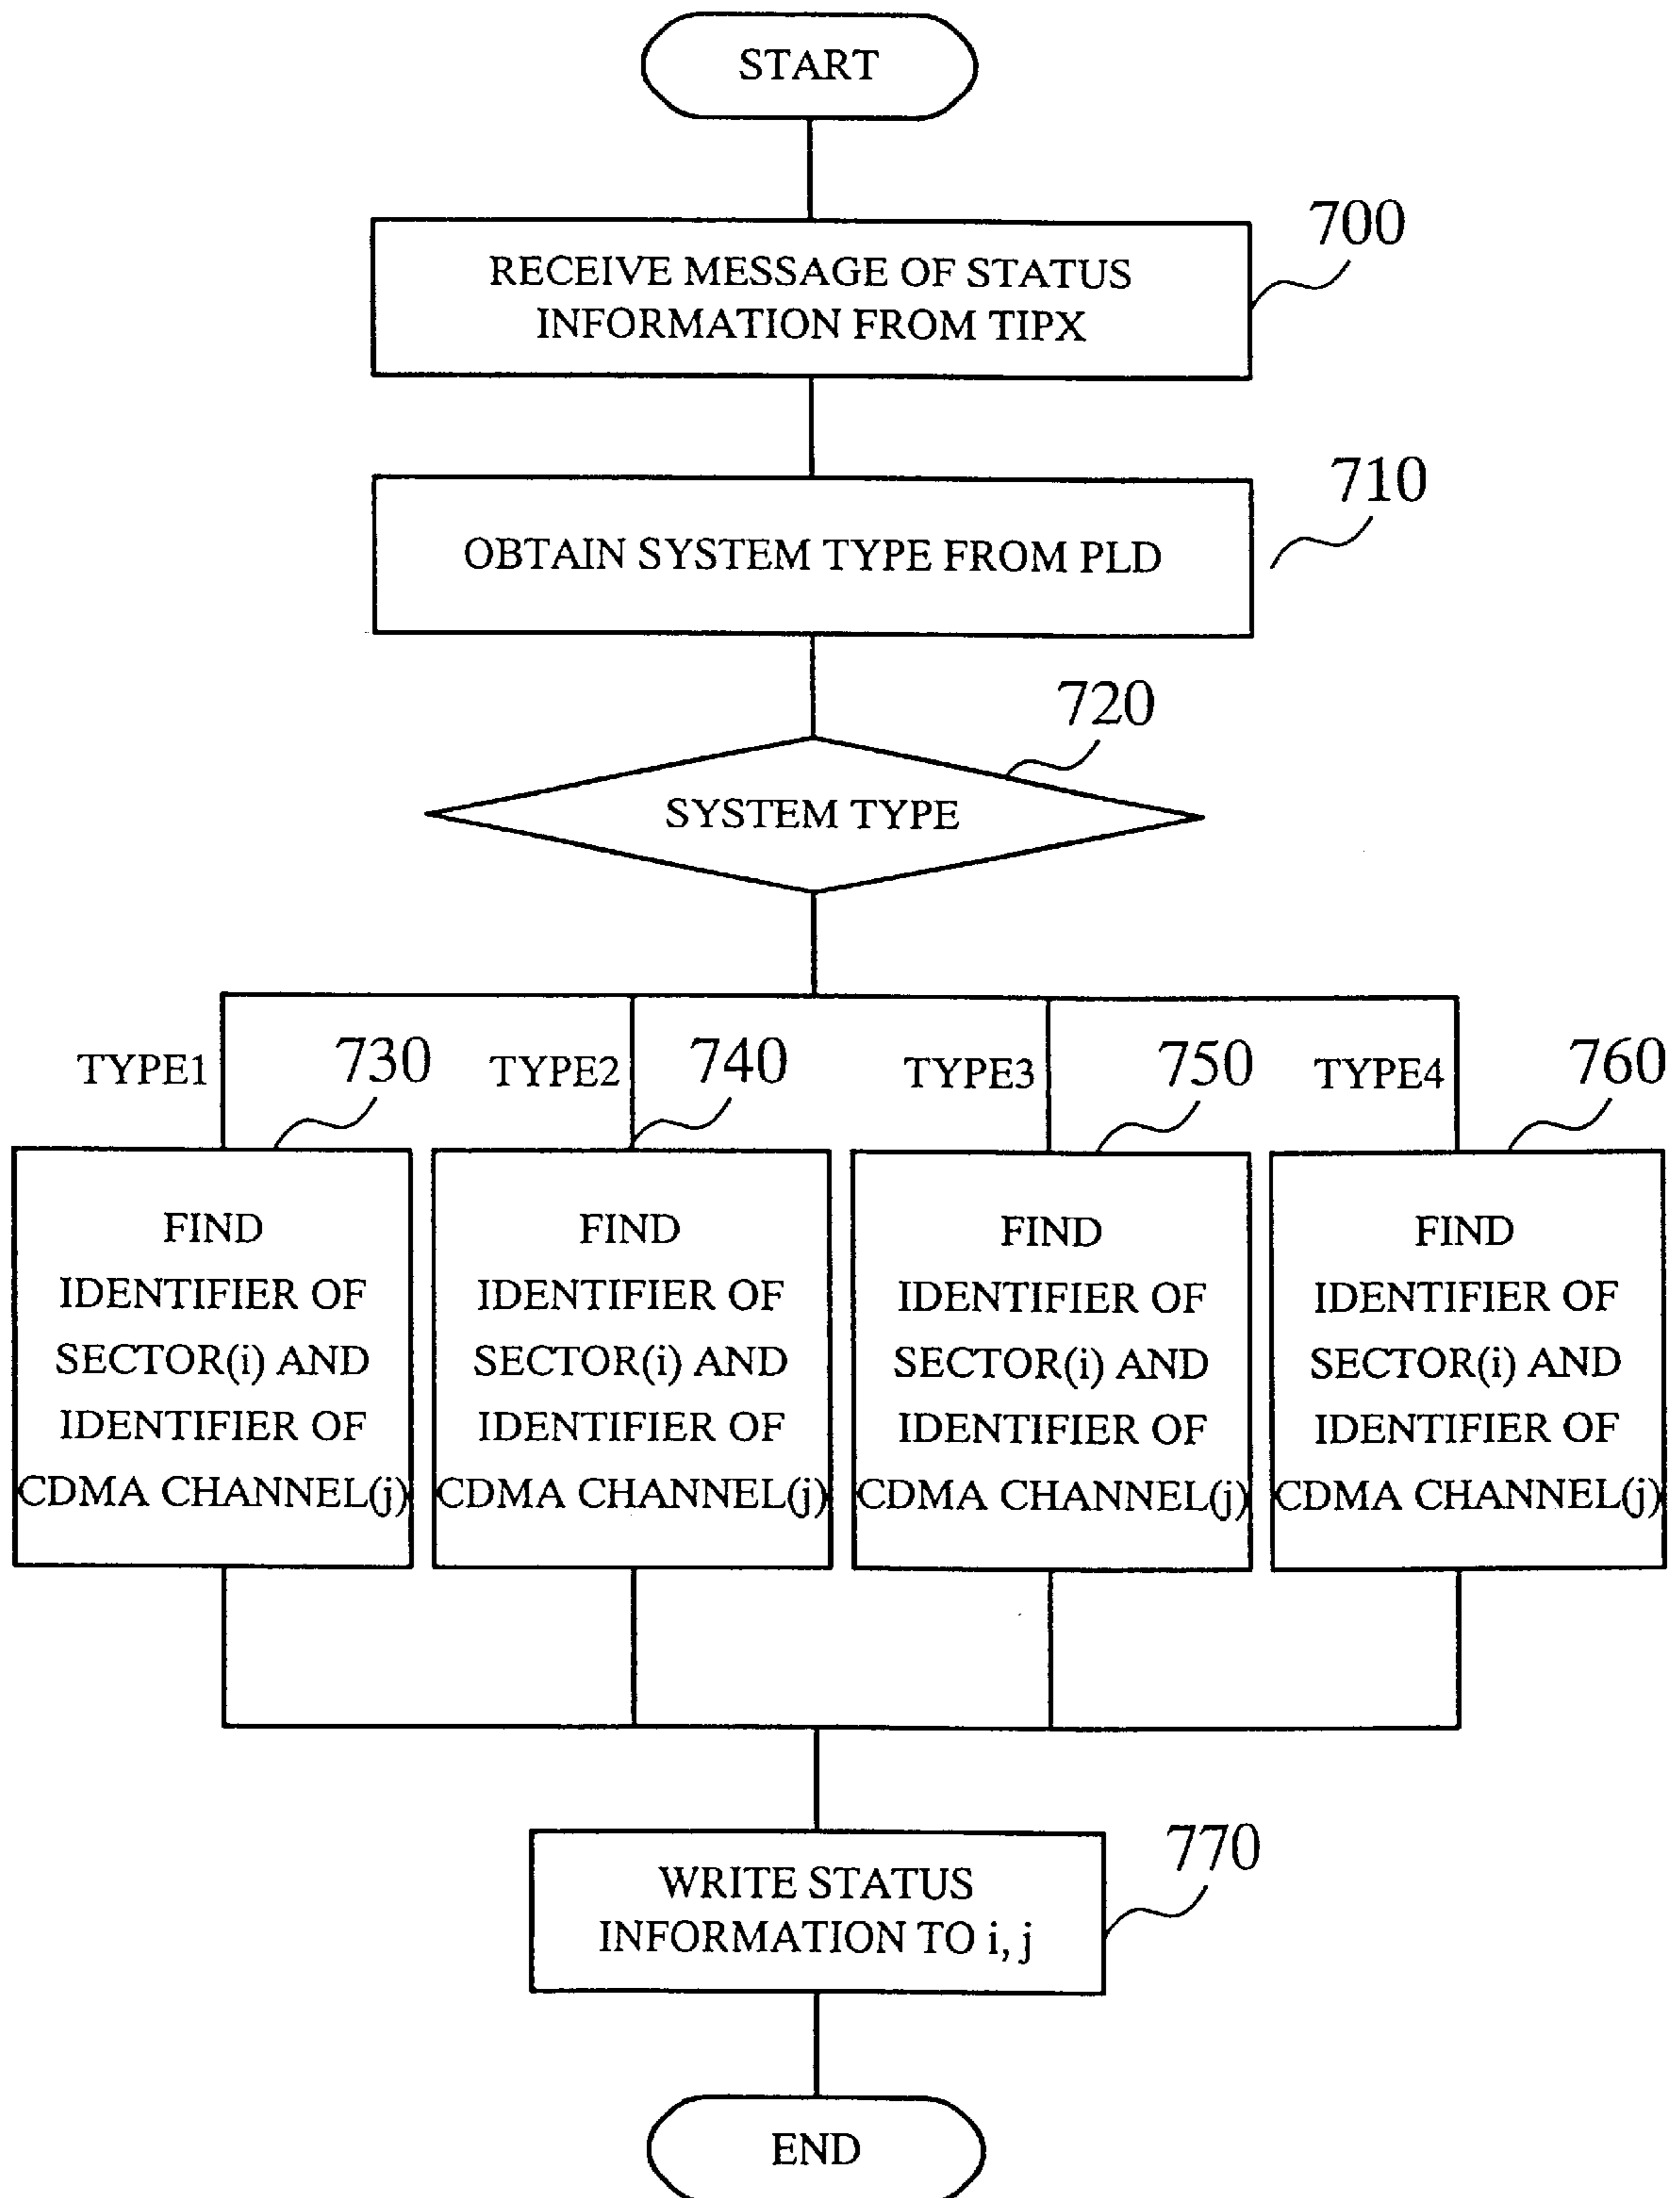 START
700
RECEIVE MESSAGE OF STATUS
INFORMATION FROM TIPX
710
OBTAIN SYSTEM TYPE FROM PLD
720
SYSTEM TYPE
TYPE1
730
TYPE2
740
TYPE3
750
TYPE4
760
FIND
IDENTIFIER OF
SECTOR(i) AND
IDENTIFIER OF
CDMA CHANNEL(j)
FIND
IDENTIFIER OF
SECTOR(i) AND
IDENTIFIER OF
CDMA CHANNEL(j)
FIND
IDENTIFIER OF
SECTOR(i) AND
IDENTIFIER OF
CDMA CHANNEL(j)
FIND
IDENTIFIER OF
SECTOR(i) AND
IDENTIFIER OF
CDMA CHANNEL(j)
770
WRITE STATUS
INFORMATION TO i, j
END